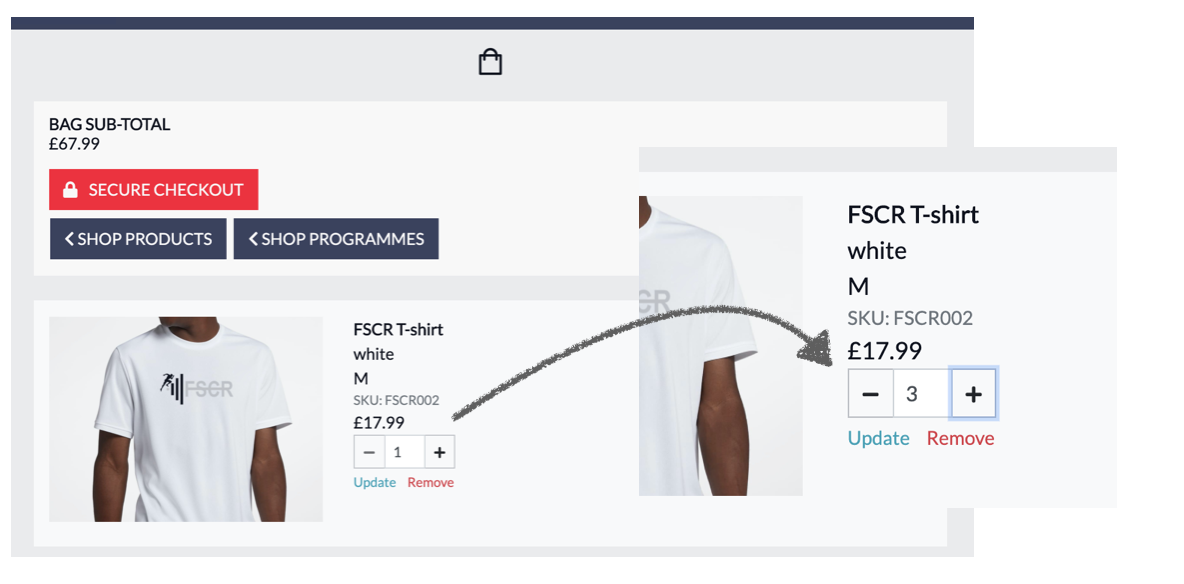 BAG SUB-TOTAL
£67.99
SECURE CHECKOUT
SHOP PRODUCTS
SHOP PROGRAMMES
FSCR
FSCR T-shirt
white
M
SKU: FSCR002
£17.99
− 1 +
Update Remove
CR
FSCR T-shirt
white
M
SKU: FSCR002
£17.99
− 3 +
Update Remove